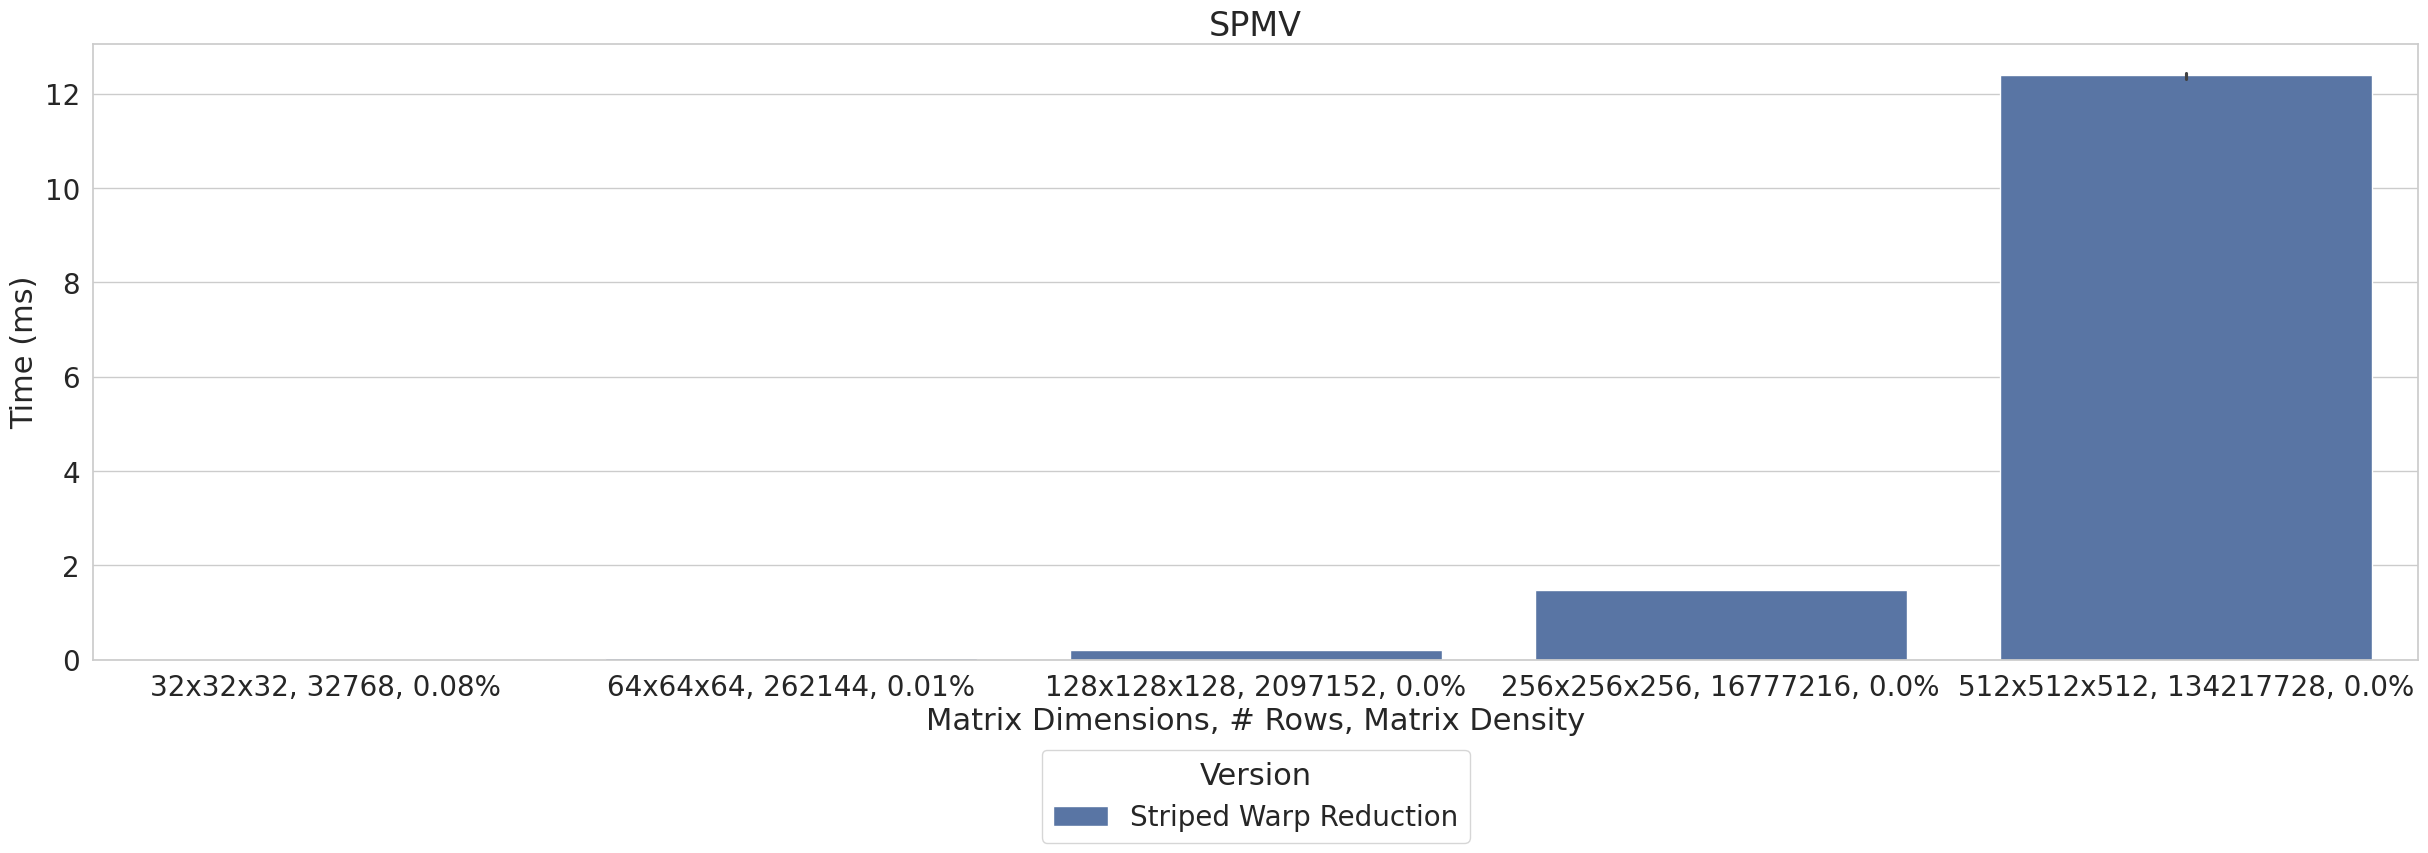 SPMV
Time (ms)
12
10
8
6
4
2
0
32x32x32, 32768, 0.08%
64x64x64, 262144, 0.01%
128x128x128, 2097152, 0.0%
256x256x256, 16777216, 0.0%
512x512x512, 134217728, 0.0%
Matrix Dimensions, # Rows, Matrix Density
Version
Striped Warp Reduction